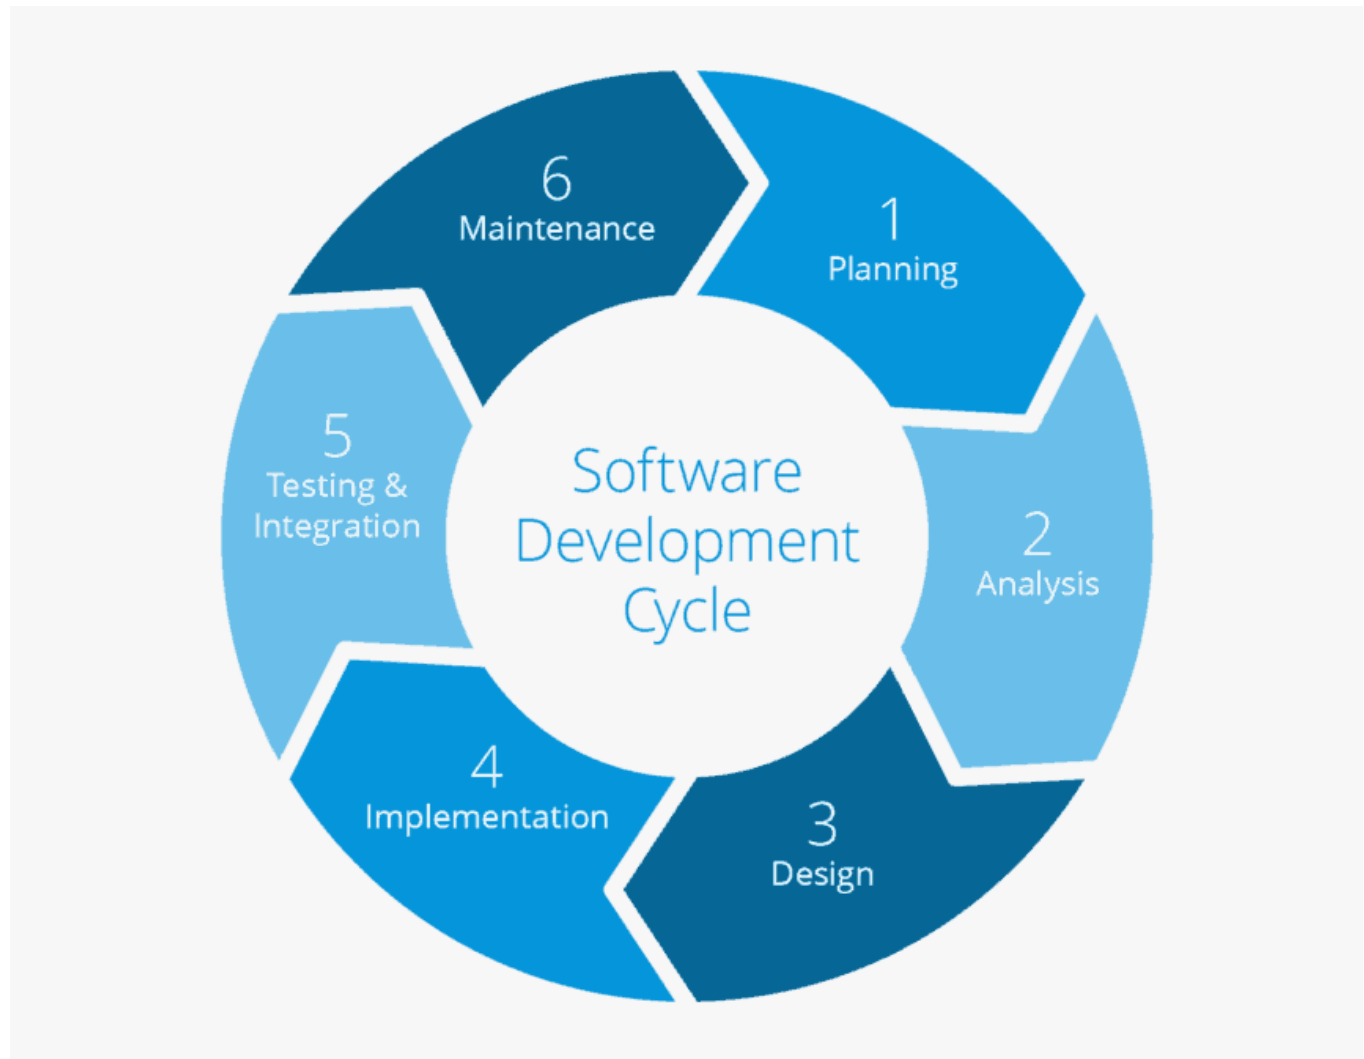 6
Maintenance
1
Planning
5
Testing &
Integration
Software
Development
Cycle
2
Analysis
4
Implementation
3
Design